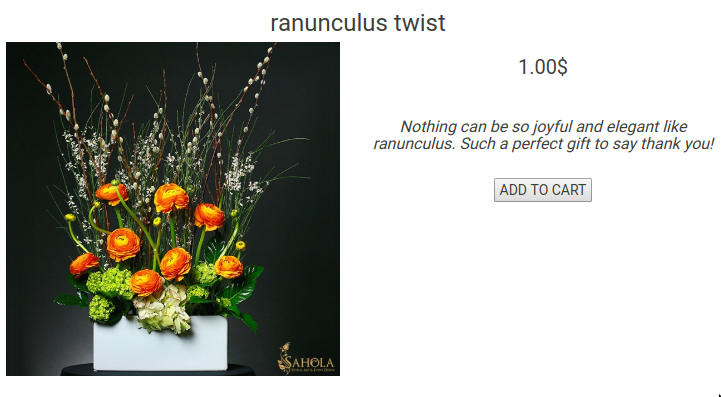 ranunculus twist
1.00$
Nothing can be so joyful and elegant like
ranunculus. Such a perfect gift to say thank you!
ADD TO CART
SAHOLA